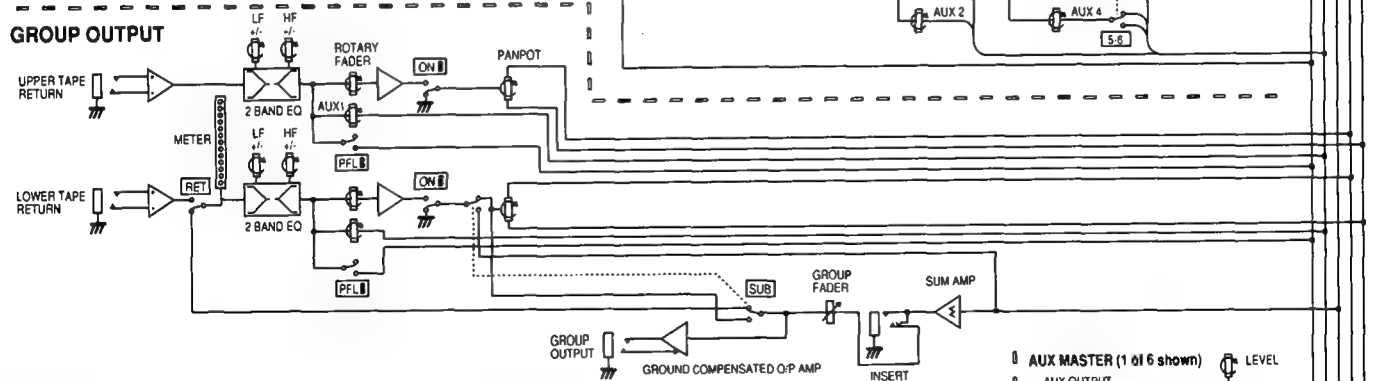 GROUP OUTPUT
LF HF
+/- +/-
AUX 2
AUX 4
5·6
UPPER TAPE
RETURN
2 BAND EQ
ROTARY
FADER
AUX1
ON
PFL
PANPOT
METER
LF HF
+/- +/-
LOWER TAPE
RETURN
RET
2 BAND EQ
ON
PFL
SUB
GROUP
FADER
SUM AMP
GROUP
OUTPUT
GROUND COMPENSATED O/P AMP
INSERT
AUX MASTER (1 of 6 shown)
LEVEL
AUX OUTPUT